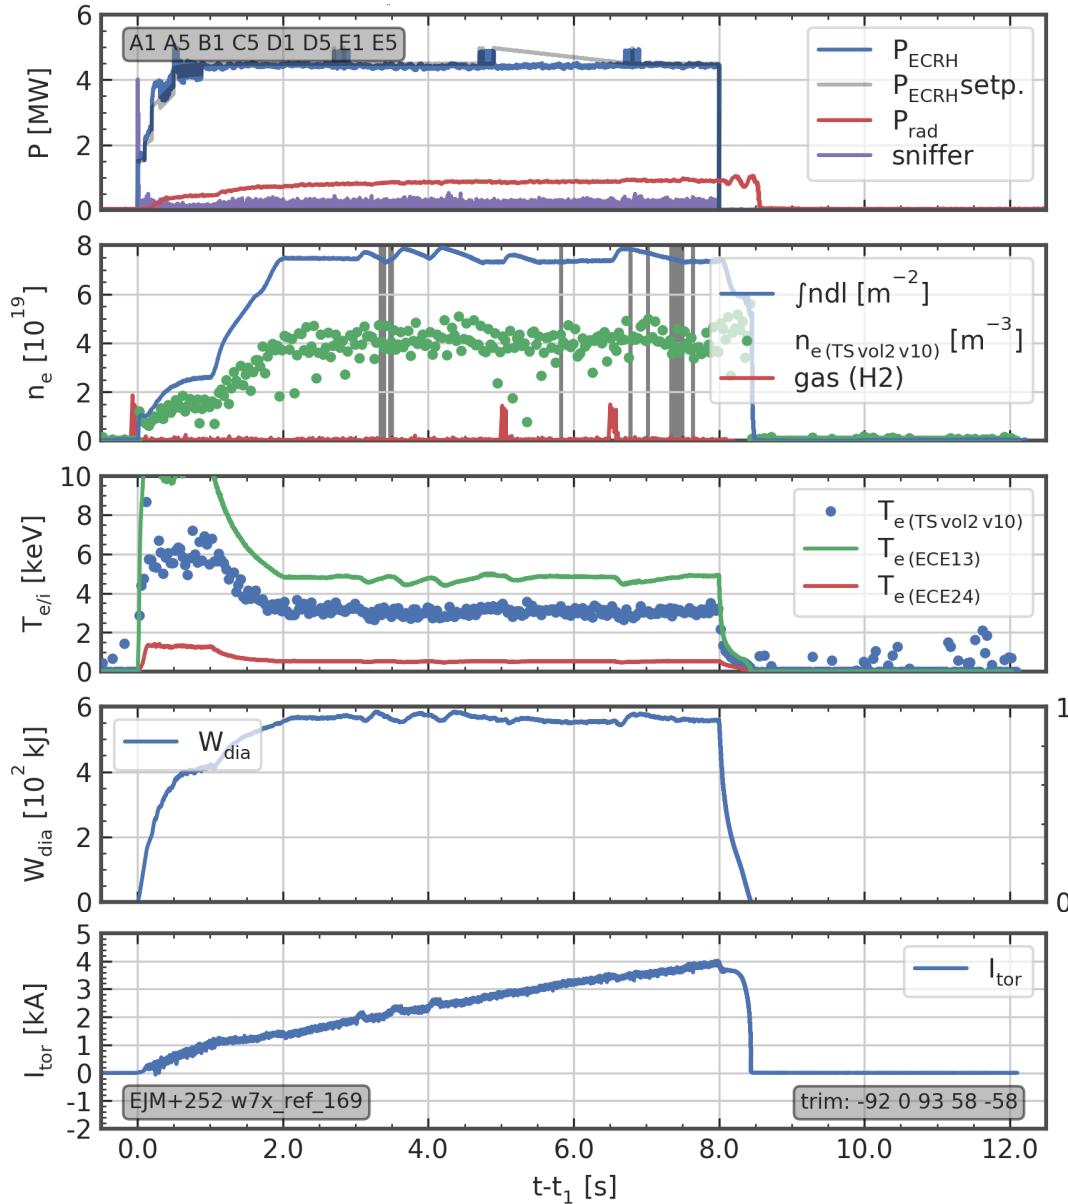 A1 A5 B1 C5 D1 D5 E1 E5
P [MW]
6
4
2
0
P_ECRH
P_ECRH setp.
P_rad
sniffer
n_e [10^19]
8
6
4
2
0
∫ndl [m^−2]
n_e (TS vol2 v10) [m^−3]
gas (H2)
T_e/i [keV]
10
8
6
4
2
0
T_e (TS vol2 v10)
T_e (ECE13)
T_e (ECE24)
W_dia [10^2 kJ]
6
4
2
0
W_dia
1
0
I_tor [kA]
5
4
3
2
1
0
-1
-2
I_tor
EJM+252 w7x_ref_169
trim: -92 0 93 58 -58
0.0 2.0 4.0 6.0 8.0 10.0 12.0
t-t_1 [s]